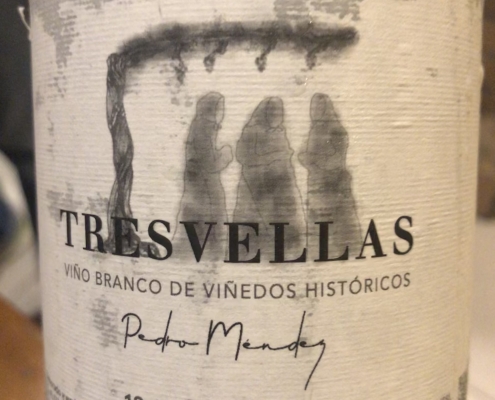 TRESVELLAS
VIÑO BRANCO DE VIÑEDOS HISTÓRICOS
Pedro Méndez